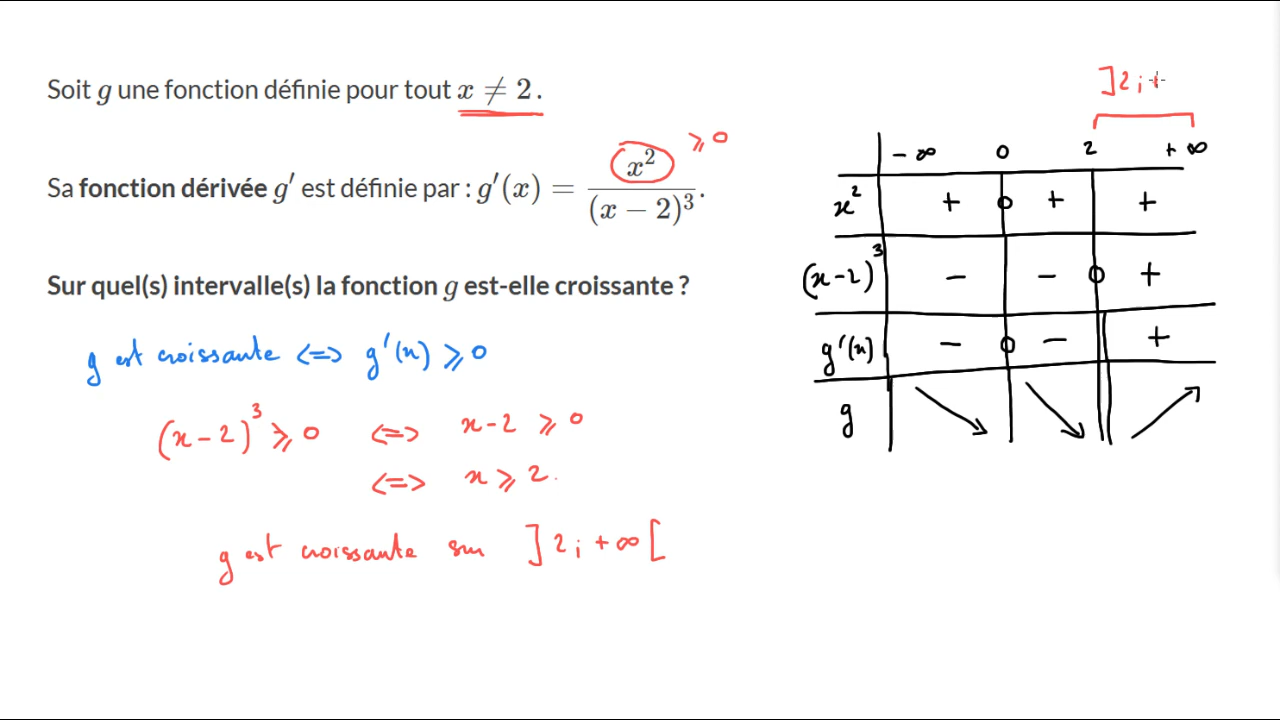 Soit g une fonction définie pour tout x ≠ 2.
Sa fonction dérivée g′ est définie par : g′(x) = x² / (x − 2)³.
⩾ 0
Sur quel(s) intervalle(s) la fonction g est-elle croissante ?
g est croissante <=> g'(x) ⩾ 0
(x-2)³ ⩾ 0 <=> x-2 ⩾ 0
<=> x ⩾ 2.
g est croissante sur ]2; +∞[
]2; +
-∞ 0 2 +∞
x² + 0 + +
(x-2)³ - - 0 +
g'(x) - 0 - +
g